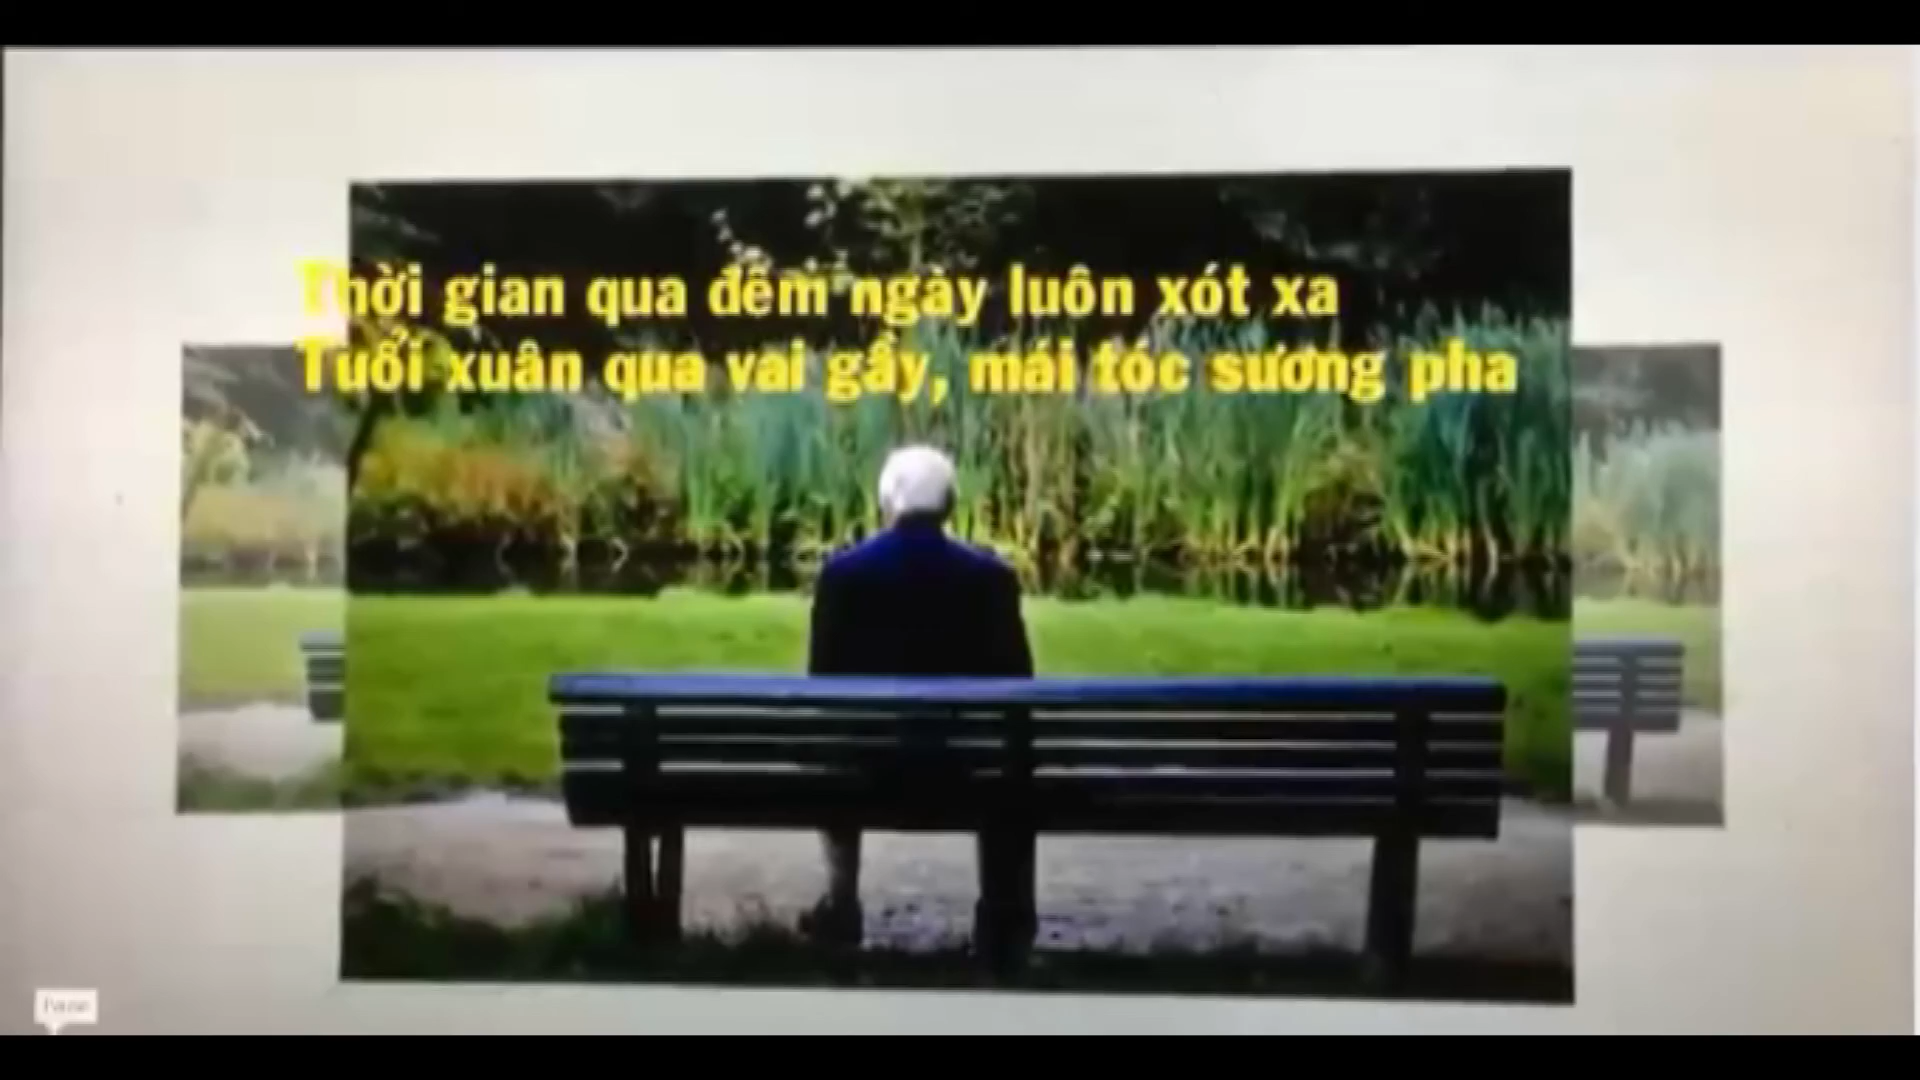 Thời gian qua đêm ngày luôn xót xa
Tuổi xuân qua vai gầy, mái tóc sương pha